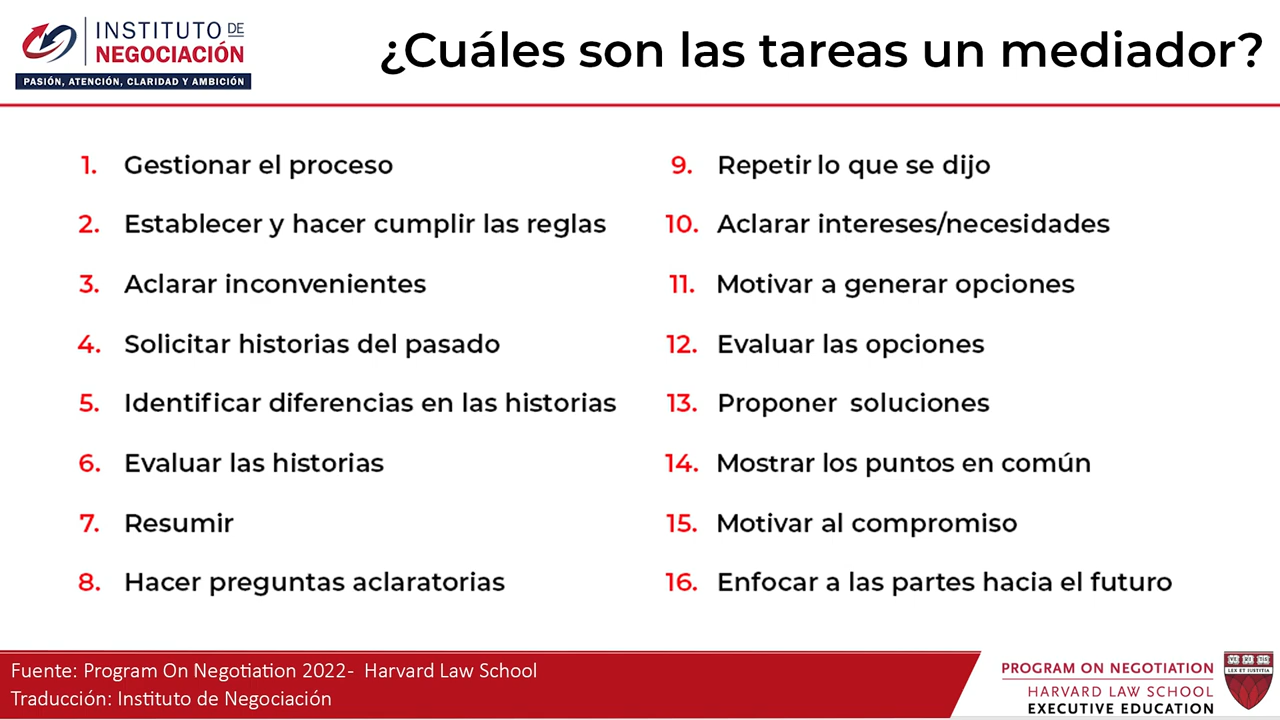 INSTITUTO DE
NEGOCIACIÓN
PASIÓN, ATENCIÓN, CLARIDAD Y AMBICIÓN
¿Cuáles son las tareas un mediador?
1. Gestionar el proceso
2. Establecer y hacer cumplir las reglas
3. Aclarar inconvenientes
4. Solicitar historias del pasado
5. Identificar diferencias en las historias
6. Evaluar las historias
7. Resumir
8. Hacer preguntas aclaratorias
9. Repetir lo que se dijo
10. Aclarar intereses/necesidades
11. Motivar a generar opciones
12. Evaluar las opciones
13. Proponer soluciones
14. Mostrar los puntos en común
15. Motivar al compromiso
16. Enfocar a las partes hacia el futuro
Fuente: Program On Negotiation 2022- Harvard Law School
Traducción: Instituto de Negociación
PROGRAM ON NEGOTIATION
HARVARD LAW SCHOOL
EXECUTIVE EDUCATION
LEX ET IUSTITIA